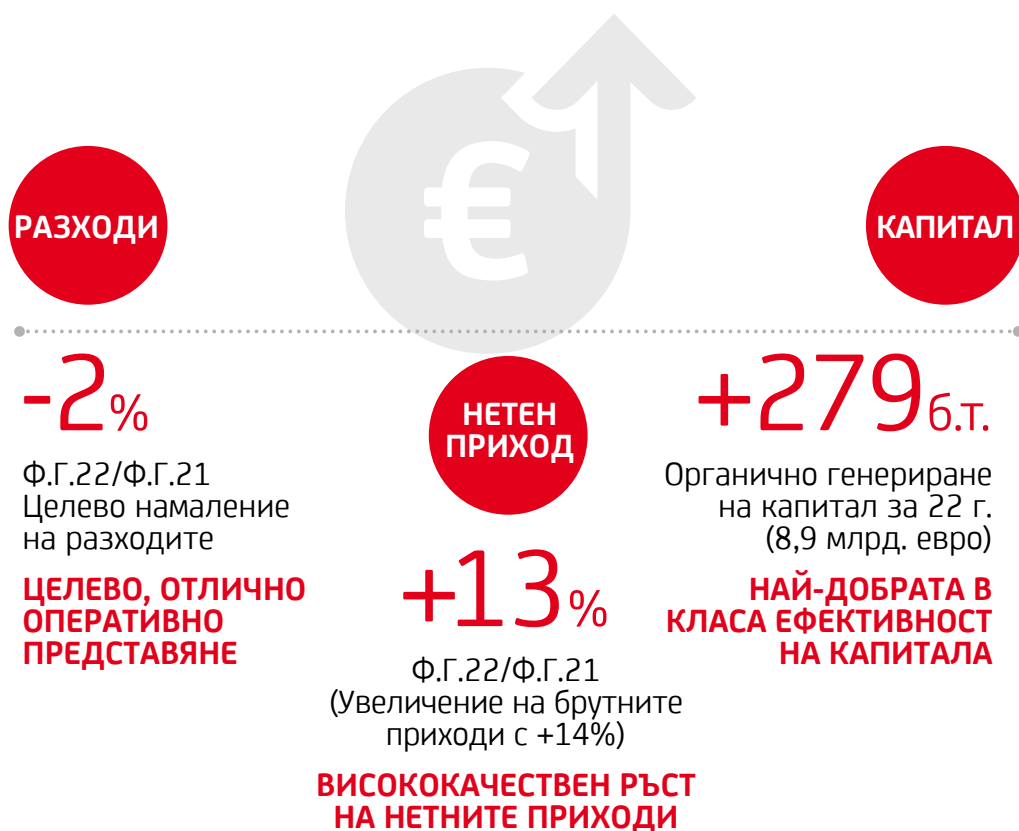 €
РАЗХОДИ
-2%
Ф.Г.22/Ф.Г.21
Целево намаление
на разходите
ЦЕЛЕВО, ОТЛИЧНО
ОПЕРАТИВНО
ПРЕДСТАВЯНЕ
НЕТЕН
ПРИХОД
+13%
Ф.Г.22/Ф.Г.21
(Увеличение на брутните
приходи с +14%)
ВИСОКОКАЧЕСТВЕН РЪСТ
НА НЕТНИТЕ ПРИХОДИ
КАПИТАЛ
+279б.т.
Органично генериране
на капитал за 22 г.
(8,9 млрд. евро)
НАЙ-ДОБРАТА В
КЛАСА ЕФЕКТИВНОСТ
НА КАПИТАЛА